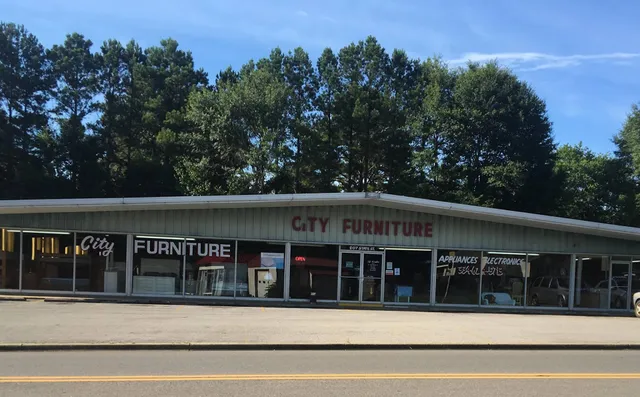 CiTY FURNITURE
City
FURNITURE
OPEN
APPLIANCES ELECTRONICS